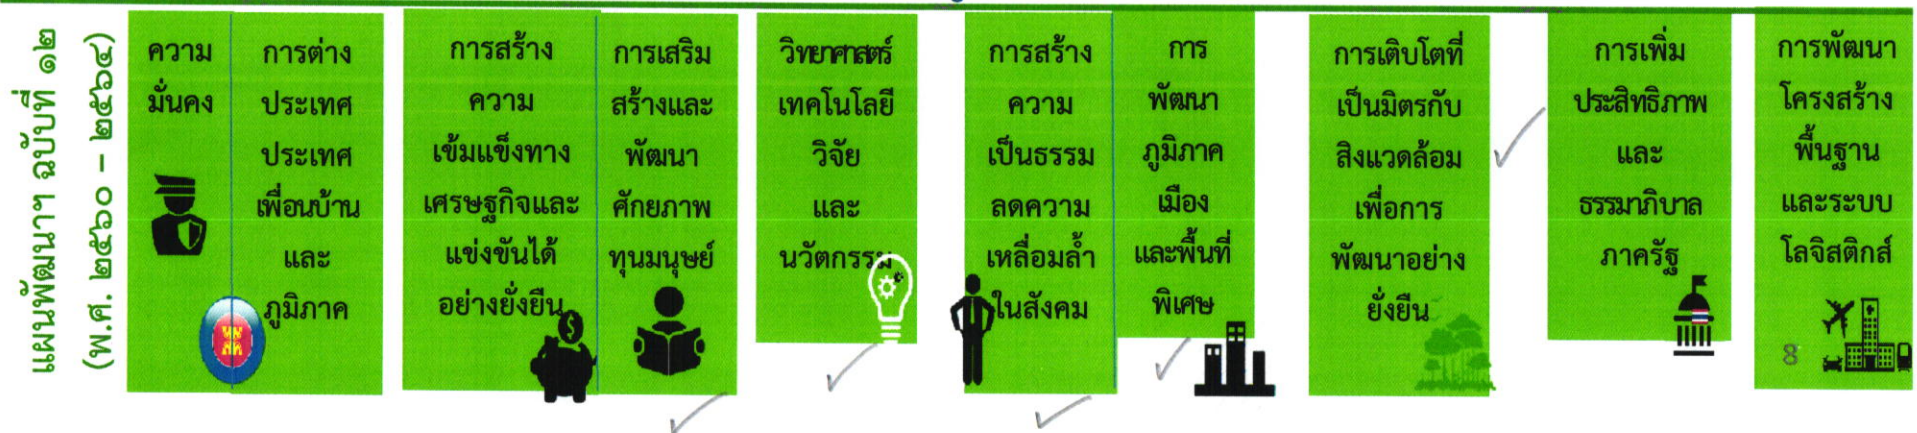 แผนพัฒนาฯ ฉบับที่ ๑๒
(พ.ศ. ๒๕๖๐ – ๒๕๖๔)
ความ
มั่นคง
การต่าง
ประเทศ
ประเทศ
เพื่อนบ้าน
และ
ภูมิภาค
การสร้าง
ความ
เข้มแข็งทาง
เศรษฐกิจและ
แข่งขันได้
อย่างยั่งยืน
การเสริม
สร้างและ
พัฒนา
ศักยภาพ
ทุนมนุษย์
วิทยาศาสตร์
เทคโนโลยี
วิจัย
และ
นวัตกรรม
การสร้าง
ความ
เป็นธรรม
ลดความ
เหลื่อมล้ำ
ในสังคม
การ
พัฒนา
ภูมิภาค
เมือง
และพื้นที่
พิเศษ
การเติบโตที่
เป็นมิตรกับ
สิงแวดล้อม
เพื่อการ
พัฒนาอย่าง
ยั่งยืน
การเพิ่ม
ประสิทธิภาพ
และ
ธรรมาภิบาล
ภาครัฐ
การพัฒนา
โครงสร้าง
พื้นฐาน
และระบบ
โลจิสติกส์
8